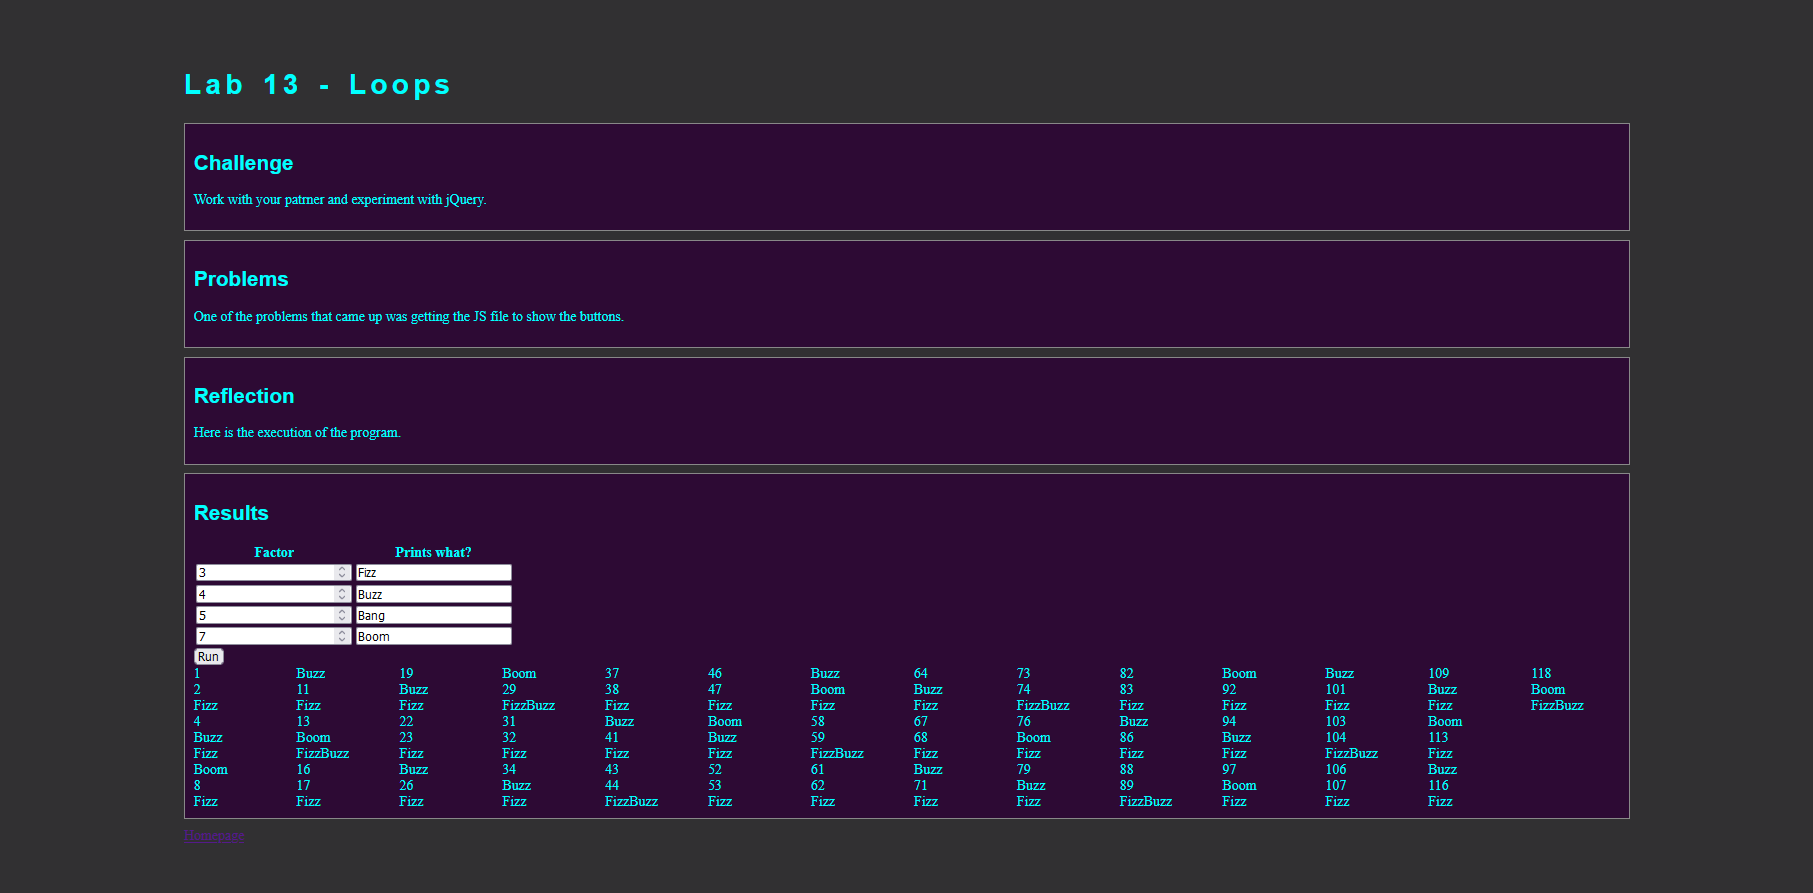 Lab 13 - Loops
Challenge
Work with your patrner and experiment with jQuery.
Problems
One of the problems that came up was getting the JS file to show the buttons.
Reflection
Here is the execution of the program.
Results
Factor Prints what?
3 Fizz
4 Buzz
5 Bang
7 Boom
Run
1 Buzz 19 Boom 37 46 Buzz 64 73 82 Boom Buzz 109 118
2 11 Buzz 29 38 47 Boom Buzz 74 83 92 101 Buzz Boom
Fizz Fizz Fizz FizzBuzz Fizz Fizz Fizz Fizz FizzBuzz Fizz Fizz Fizz Fizz FizzBuzz
4 13 22 31 Buzz Boom 58 67 76 Buzz 94 103 Boom
Buzz Boom 23 32 41 Buzz 59 68 Boom 86 Buzz 104 113
Fizz FizzBuzz Fizz Fizz Fizz Fizz FizzBuzz Fizz Fizz Fizz Fizz FizzBuzz Fizz
Boom 16 Buzz 34 43 52 61 Buzz 79 88 97 106 Buzz
8 17 26 Buzz 44 53 62 71 Buzz 89 Boom 107 116
Fizz Fizz Fizz Fizz FizzBuzz Fizz Fizz Fizz Fizz FizzBuzz Fizz Fizz Fizz
Homepage